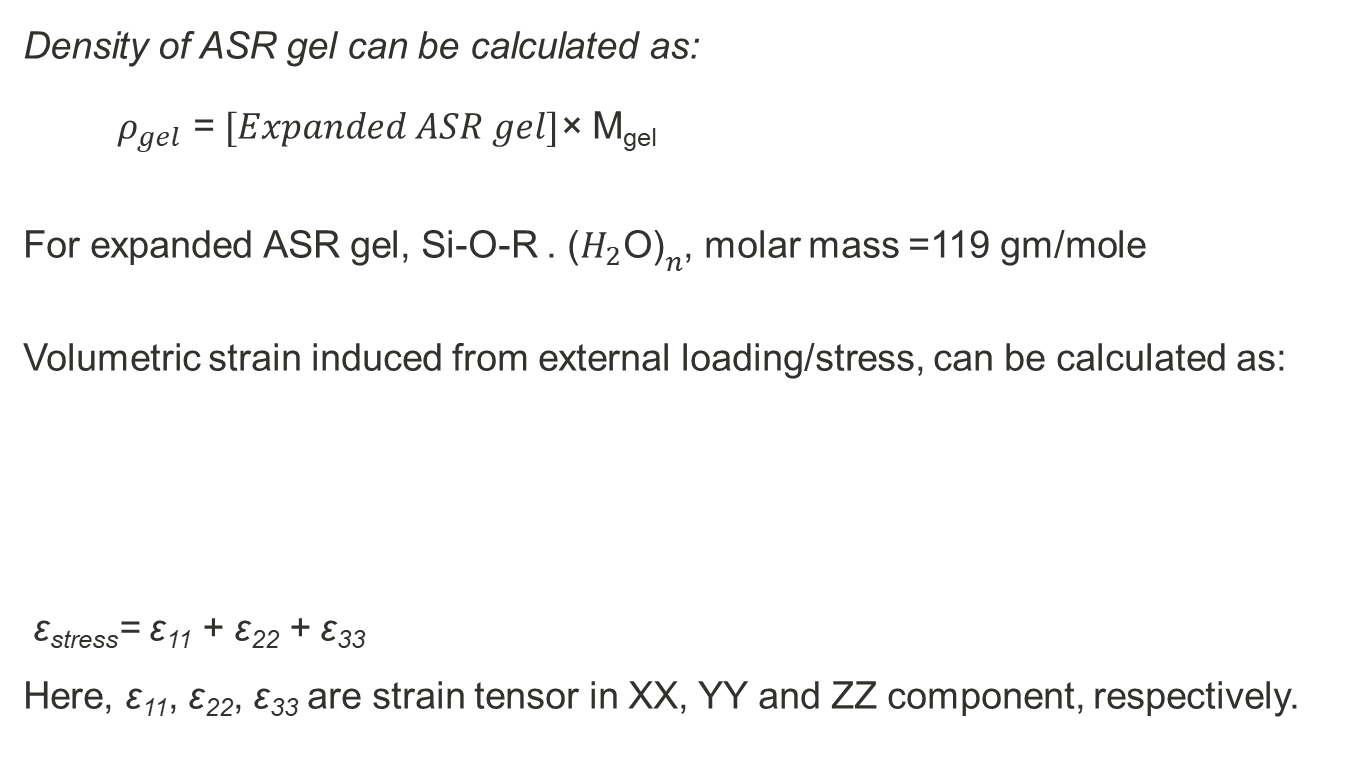 Density of ASR gel can be calculated as:
ρgel = [Expanded ASR gel]× Mgel
For expanded ASR gel, Si-O-R . (H₂O)ₙ, molar mass =119 gm/mole
Volumetric strain induced from external loading/stress, can be calculated as:
εstress= ε₁₁ + ε₂₂ + ε₃₃
Here, ε₁₁, ε₂₂, ε₃₃ are strain tensor in XX, YY and ZZ component, respectively.